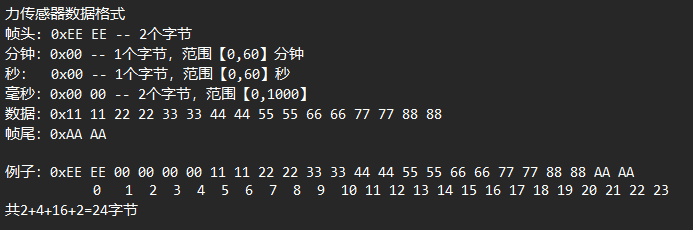 力传感器数据格式
帧头: 0xEE EE -- 2个字节
分钟: 0x00 -- 1个字节, 范围【0,60】分钟
秒: 0x00 -- 1个字节, 范围【0,60】秒
毫秒: 0x00 00 -- 2个字节, 范围【0,1000】
数据: 0x11 11 22 22 33 33 44 44 55 55 66 66 77 77 88 88
帧尾: 0xAA AA
例子: 0xEE EE 00 00 00 00 11 11 22 22 33 33 44 44 55 55 66 66 77 77 88 88 AA AA
0 1 2 3 4 5 6 7 8 9 10 11 12 13 14 15 16 17 18 19 20 21 22 23
共2+4+16+2=24字节